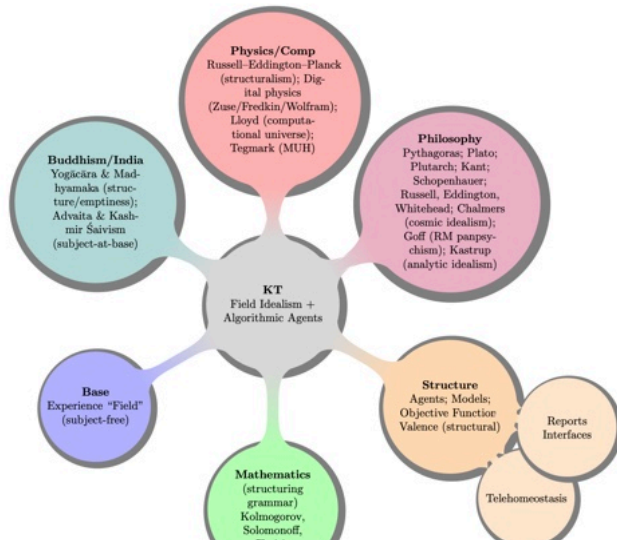 Physics/Comp
Russell–Eddington–Planck
(structuralism); Dig-
ital physics
(Zuse/Fredkin/Wolfram);
Lloyd (computa-
tional universe);
Tegmark (MUH)
Buddhism/India
Yogācāra & Mad-
hyamaka (struc-
ture/emptiness);
Advaita & Kash-
mir Śaivism
(subject-at-base)
Philosophy
Pythagoras; Plato;
Plutarch; Kant;
Schopenhauer;
Russell, Eddington,
Whitehead; Chalmers
(cosmic idealism);
Goff (RM panpsy-
chism); Kastrup
(analytic idealism)
KT
Field Idealism +
Algorithmic Agents
Base
Experience “Field”
(subject-free)
Structure
Agents; Models;
Objective Function
Valence (structural)
Reports
Interfaces
Telehomeostasis
Mathematics
(structuring
grammar)
Kolmogorov,
Solomonoff,